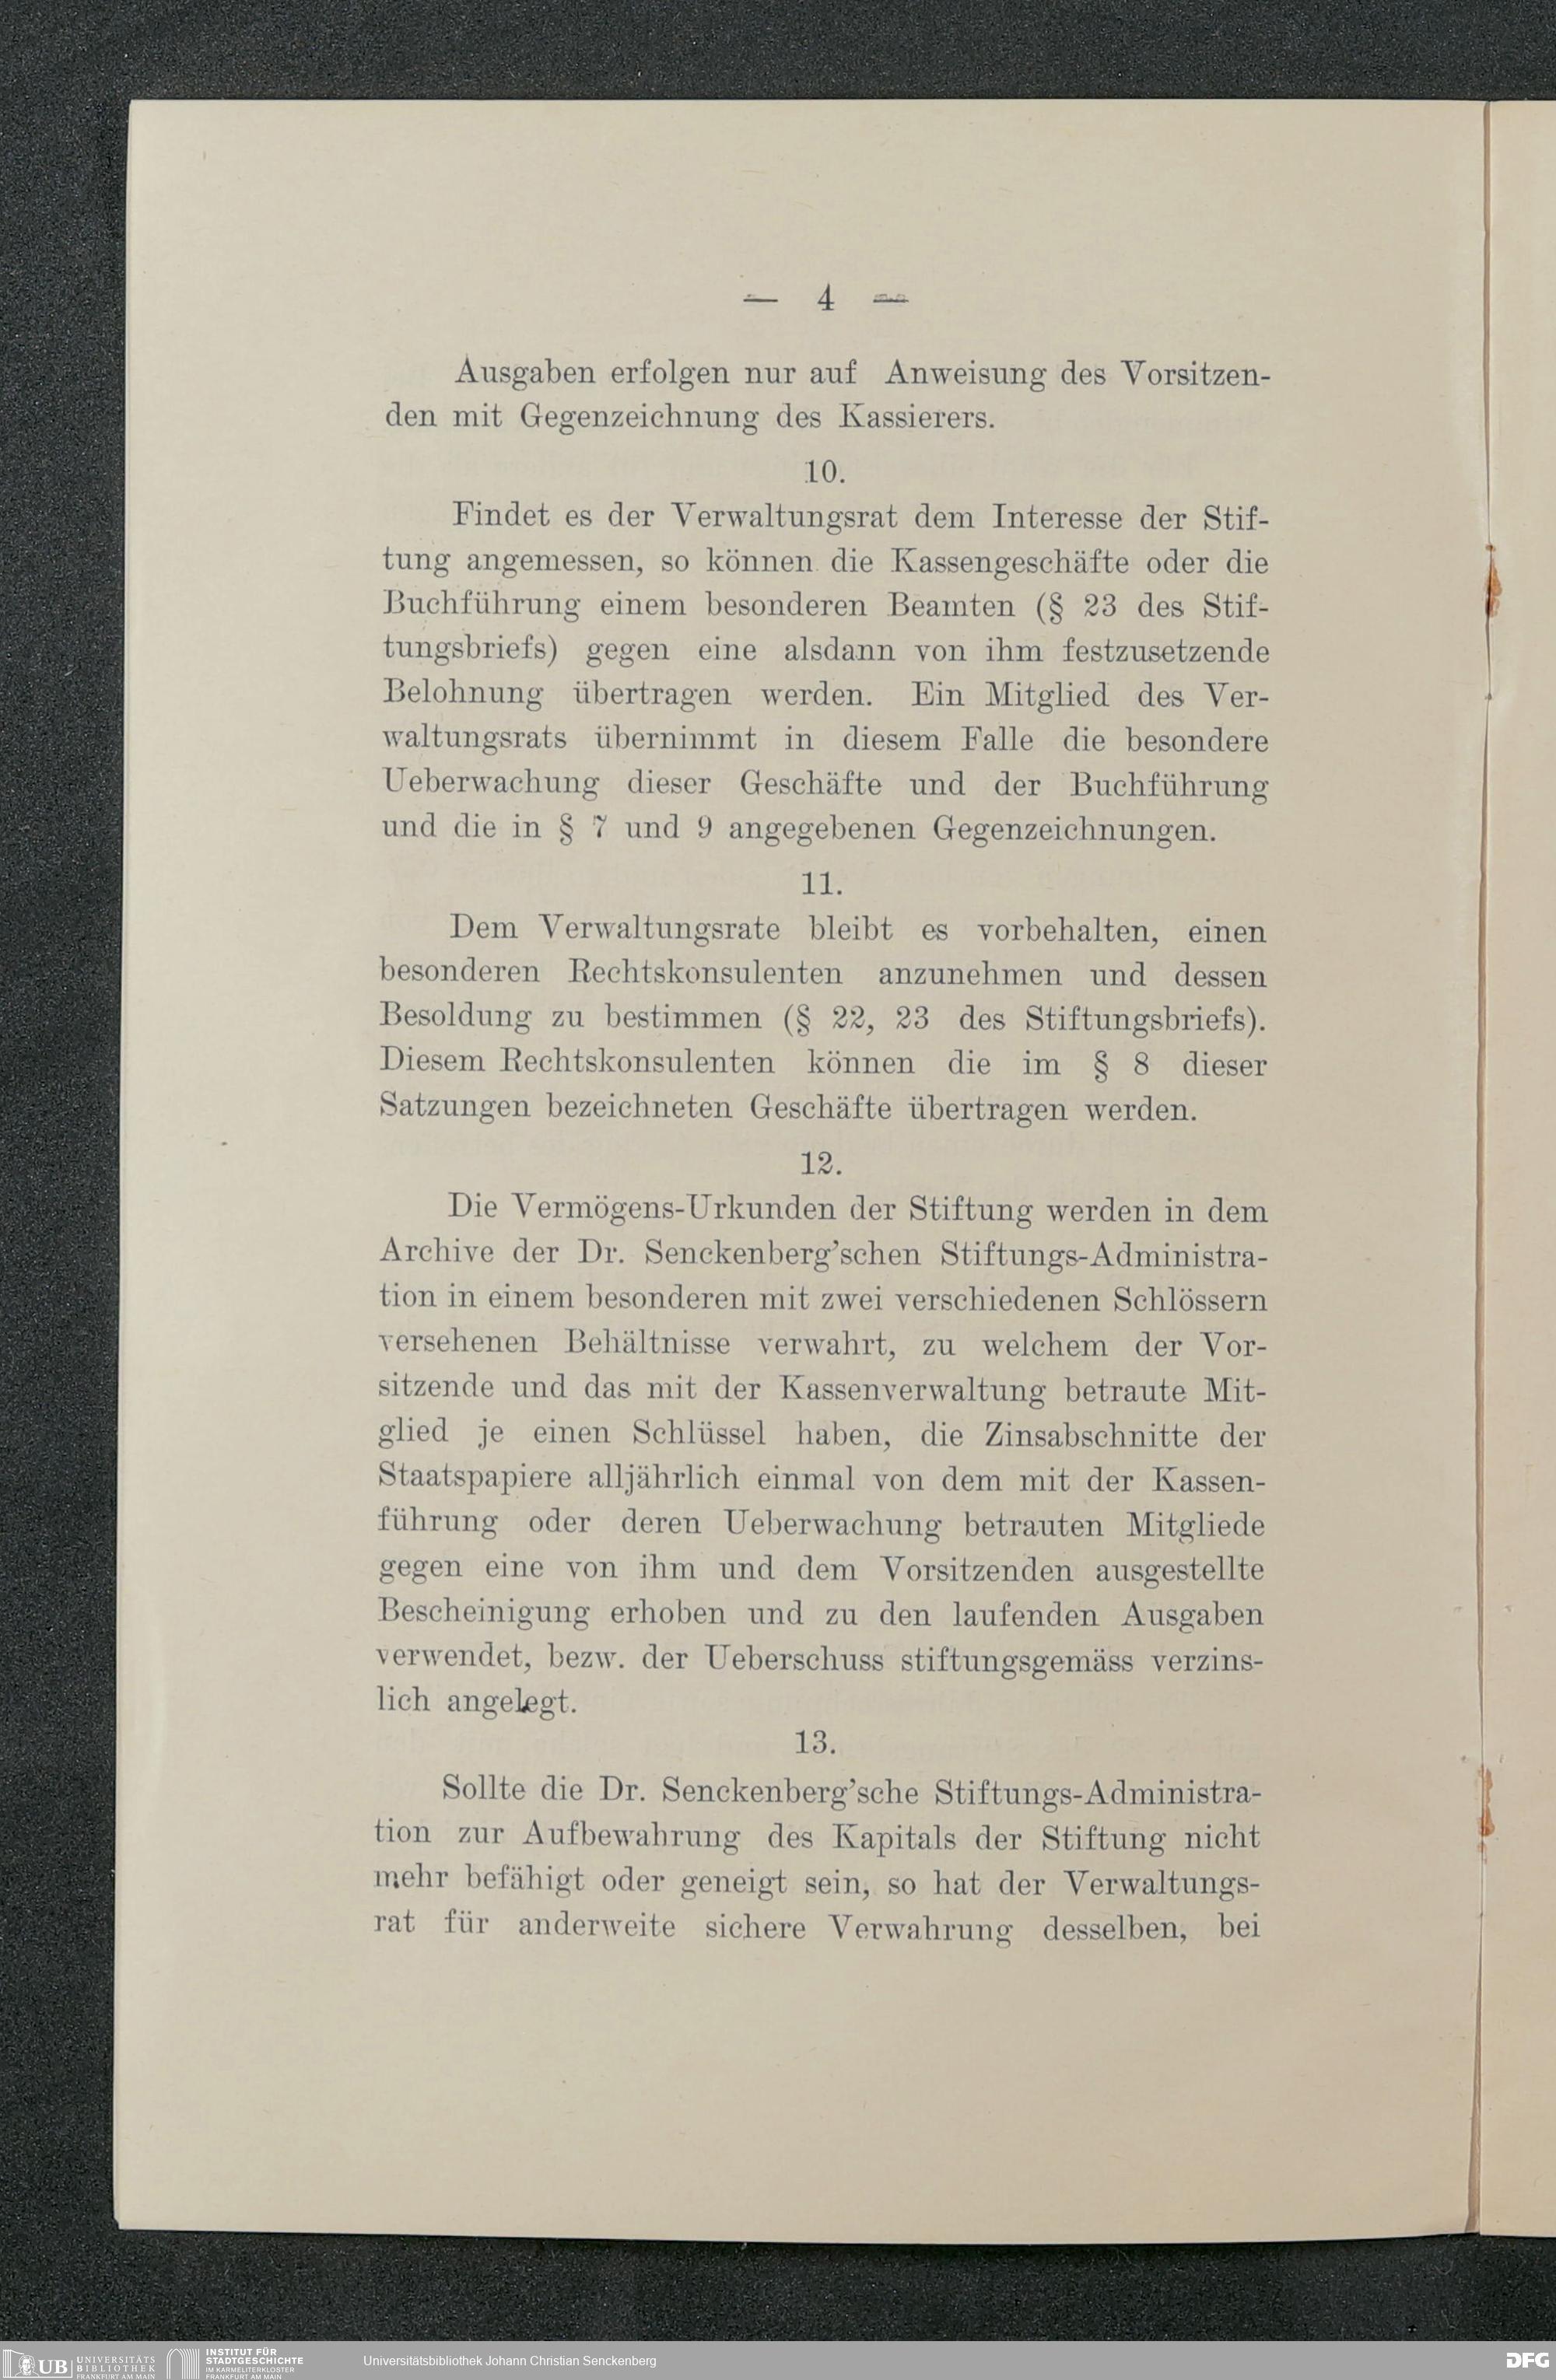 — 4 —
Ausgaben erfolgen nur auf Anweisung des Vorsitzen-
den mit Gegenzeichnung des Kassierers.
10.
Findet es der Verwaltungsrat dem Interesse der Stif-
tung angemessen, so können die Kassengeschäfte oder die
Buchführung einem besonderen Beamten (§ 23 des Stif-
tungsbriefs) gegen eine alsdann von ihm festzusetzende
Belohnung übertragen werden. Ein Mitglied des Ver-
waltungsrats übernimmt in diesem Falle die besondere
Ueberwachung dieser Geschäfte und der Buchführung
und die in § 7 und 9 angegebenen Gegenzeichnungen.
11.
Dem Verwaltungsrate bleibt es vorbehalten, einen
besonderen Rechtskonsulenten anzunehmen und dessen
Besoldung zu bestimmen (§ 22, 23 des Stiftungsbriefs).
Diesem Rechtskonsulenten können die im § 8 dieser
Satzungen bezeichneten Geschäfte übertragen werden.
12.
Die Vermögens-Urkunden der Stiftung werden in dem
Archive der Dr. Senckenberg'schen Stiftungs-Administra-
tion in einem besonderen mit zwei verschiedenen Schlössern
versehenen Behältnisse verwahrt, zu welchem der Vor-
sitzende und das mit der Kassenverwaltung betraute Mit-
glied je einen Schlüssel haben, die Zinsabschnitte der
Staatspapiere alljährlich einmal von dem mit der Kassen-
führung oder deren Ueberwachung betrauten Mitgliede
gegen eine von ihm und dem Vorsitzenden ausgestellte
Bescheinigung erhoben und zu den laufenden Ausgaben
verwendet, bezw. der Ueberschuss stiftungsgemäss verzins-
lich angelegt.
13.
Sollte die Dr. Senckenberg'sche Stiftungs-Administra-
tion zur Aufbewahrung des Kapitals der Stiftung nicht
mehr befähigt oder geneigt sein, so hat der Verwaltungs-
rat für anderweite sichere Verwahrung desselben, bei
UB UNIVERSITÄTS
BIBLIOTHEK
FRANKFURT AM MAIN
INSTITUT FÜR
STADTGESCHICHTE
IM KARMELITERKLOSTER
FRANKFURT AM MAIN
Universitätsbibliothek Johann Christian Senckenberg
DFG